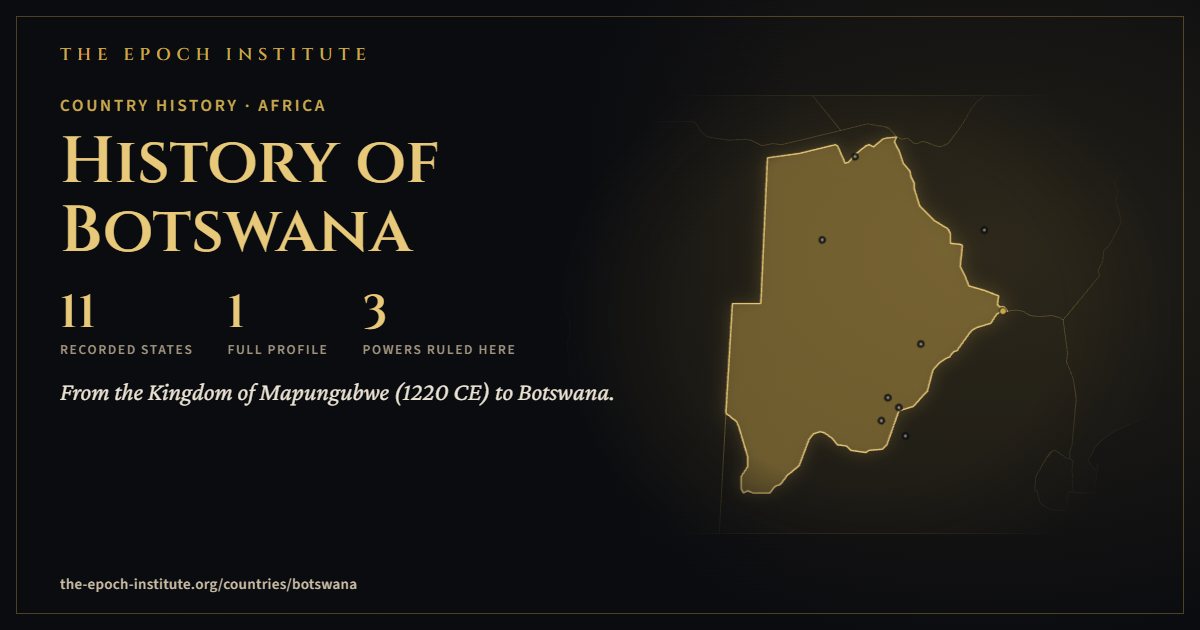 THE EPOCH INSTITUTE
COUNTRY HISTORY · AFRICA
History of
Botswana
11 1 3
RECORDED STATES FULL PROFILE POWERS RULED HERE
From the Kingdom of Mapungubwe (1220 CE) to Botswana.
the-epoch-institute.org/countries/botswana